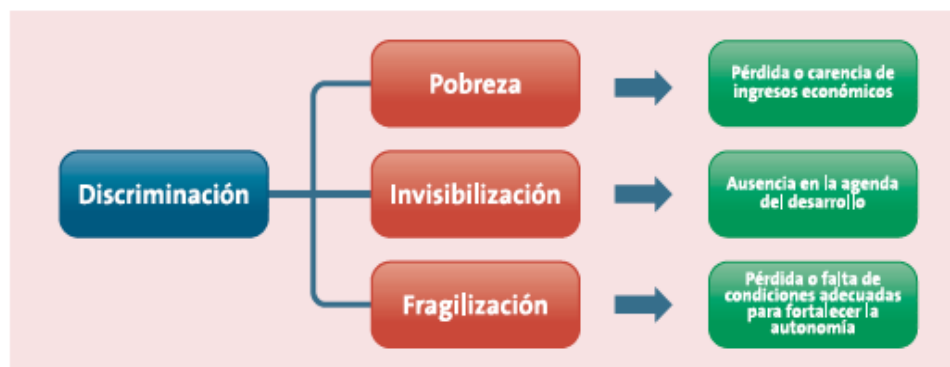 Discriminación
Pobreza
Pérdida o carencia de
ingresos económicos
Invisibilización
Ausencia en la agenda
del desarrollo
Fragilización
Pérdida o falta de
condiciones adecuadas
para fortalecer la
autonomía